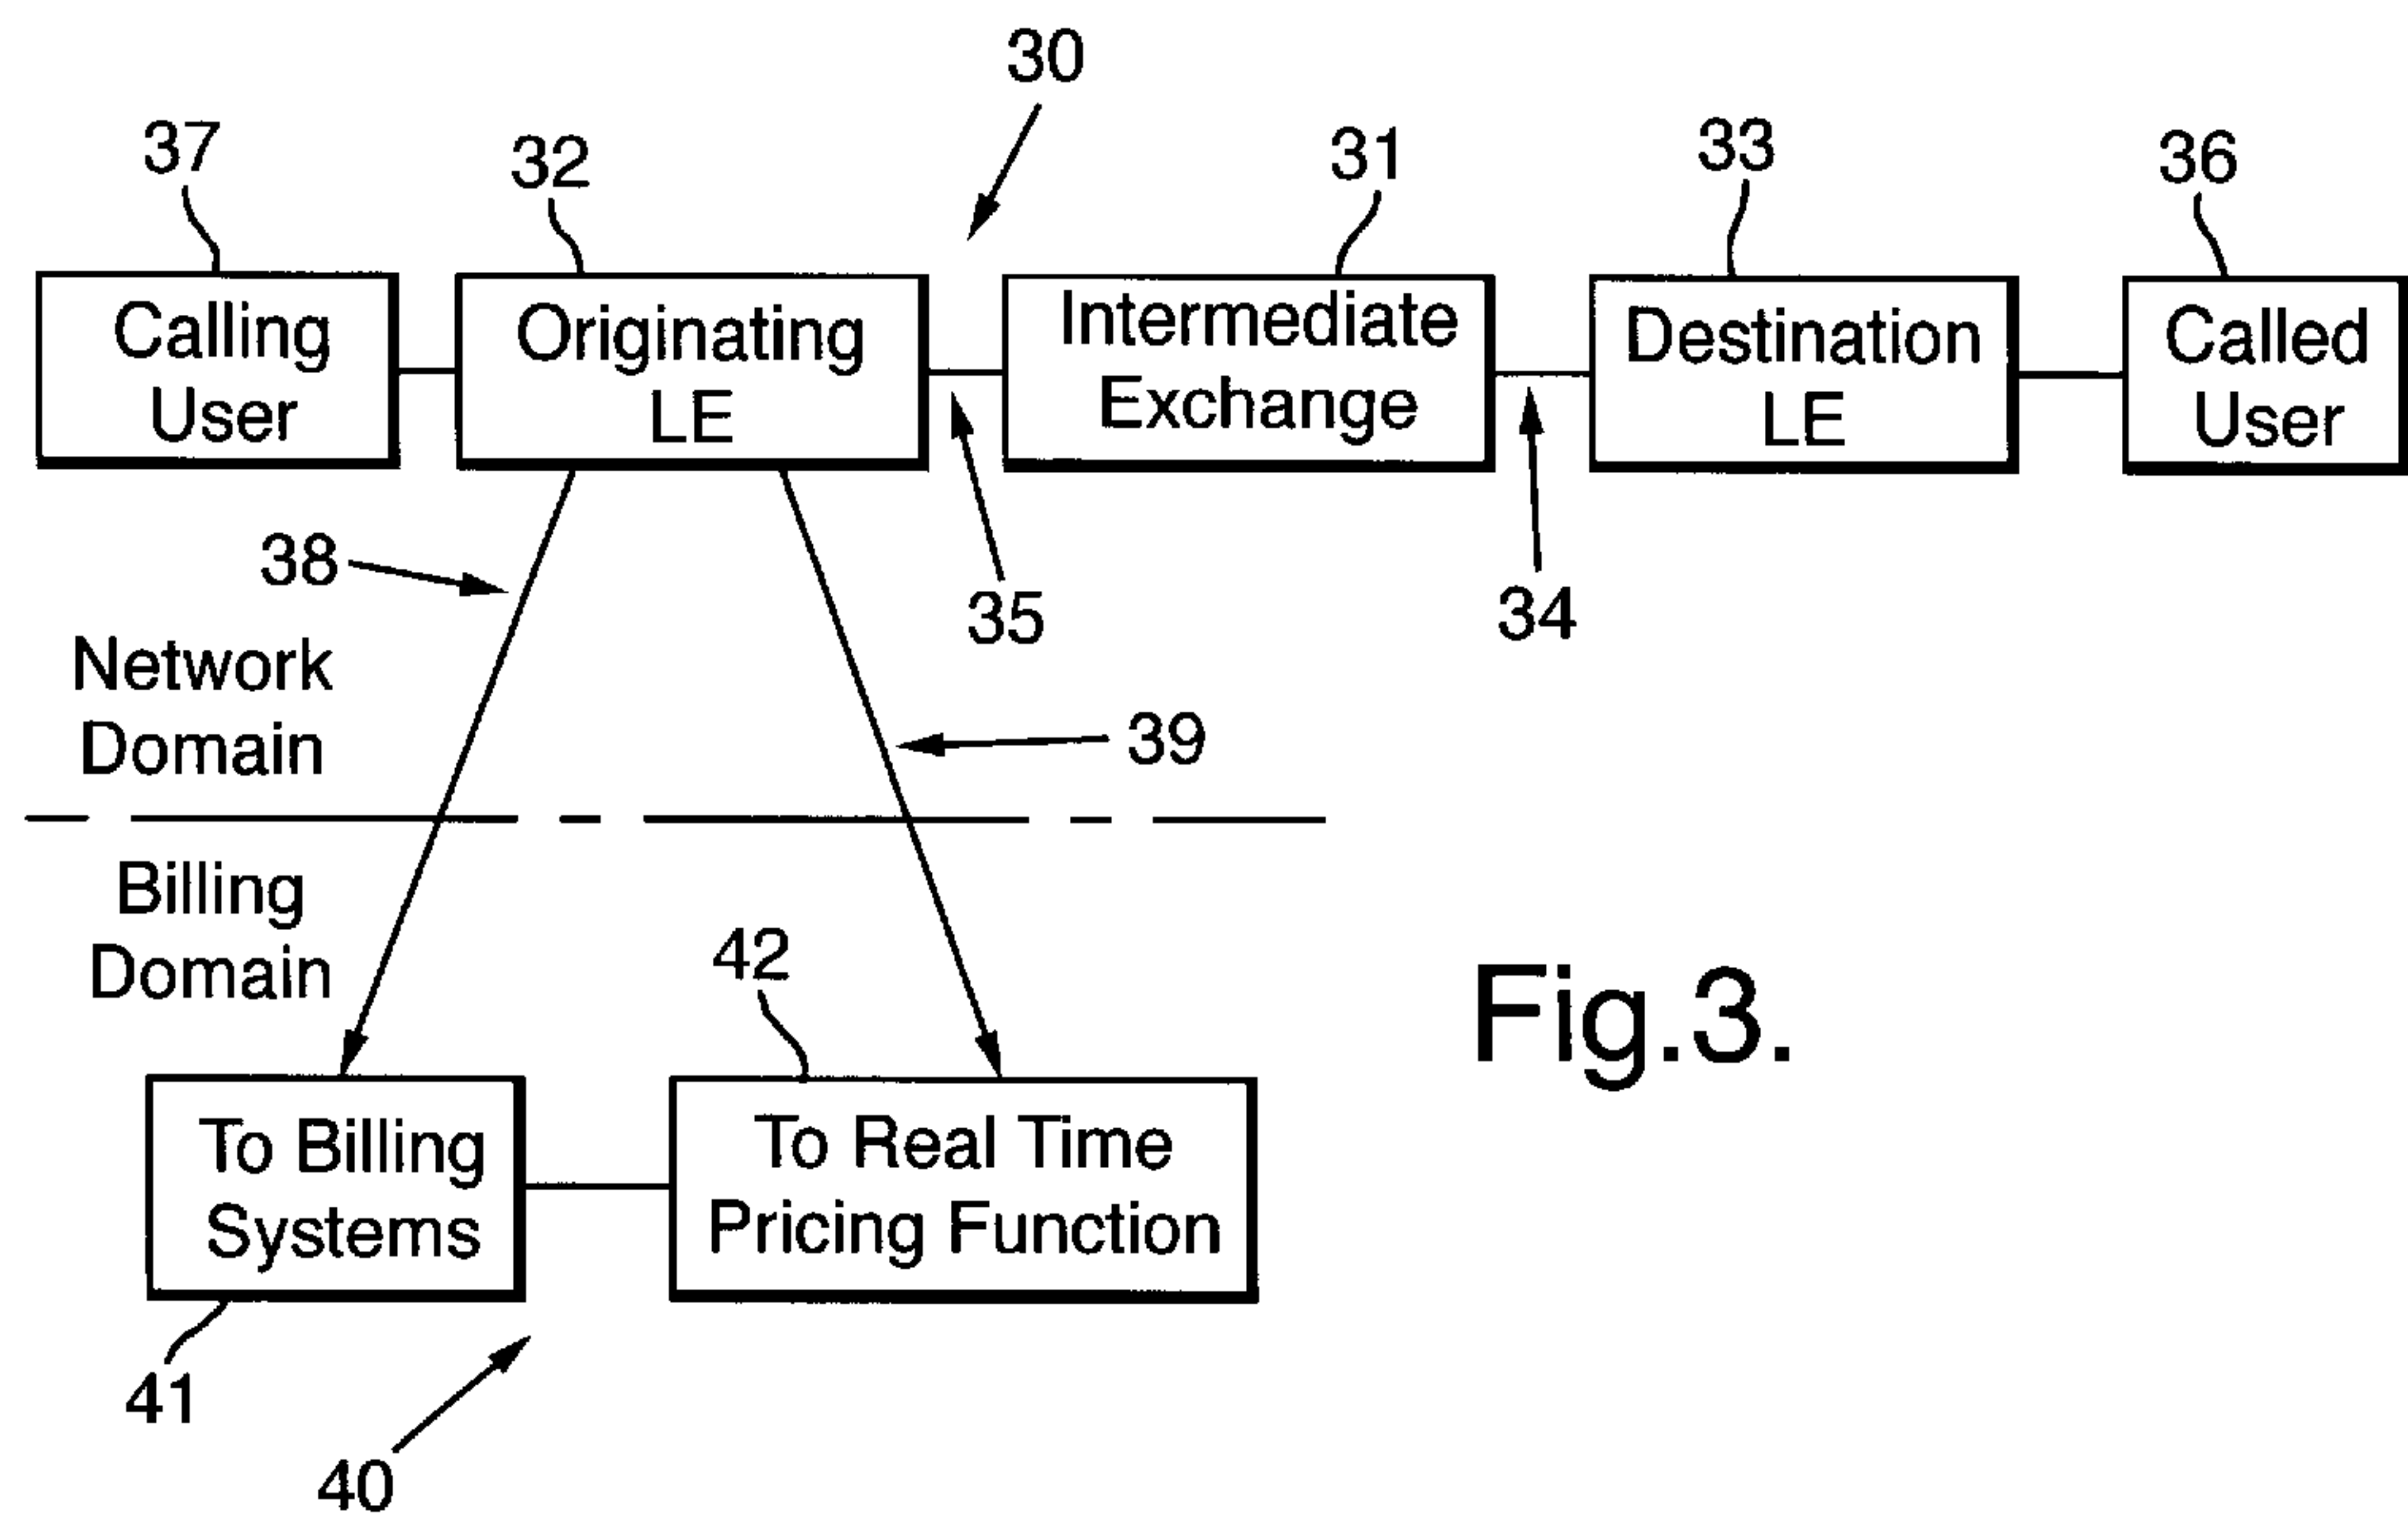 30
37
32
31
33
36
Calling
User
Originating
LE
Intermediate
Exchange
Destination
LE
Called
User
38
35
34
Network
Domain
39
Billing
Domain
42
Fig.3.
To Billing
Systems
To Real Time
Pricing Function
41
40